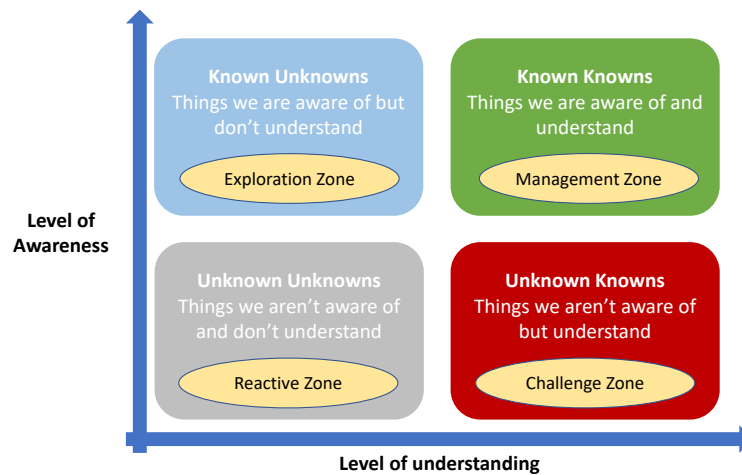 Known Unknowns
Things we are aware of but
don’t understand
Exploration Zone
Known Knowns
Things we are aware of and
understand
Management Zone
Level of
Awareness
Unknown Unknowns
Things we aren’t aware of
and don’t understand
Reactive Zone
Unknown Knowns
Things we aren’t aware of
but understand
Challenge Zone
Level of understanding